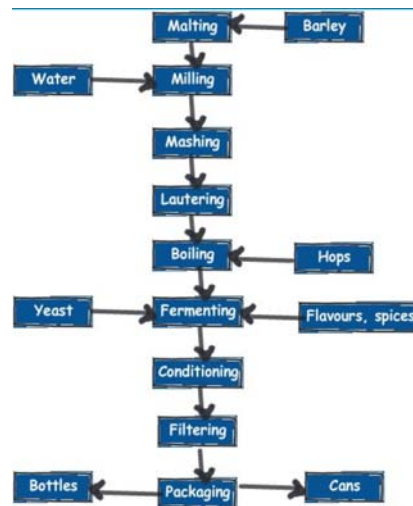 Malting
Barley
Water
Milling
Mashing
Lautering
Boiling
Hops
Yeast
Fermenting
Flavours, spices
Conditioning
Filtering
Bottles
Packaging
Cans